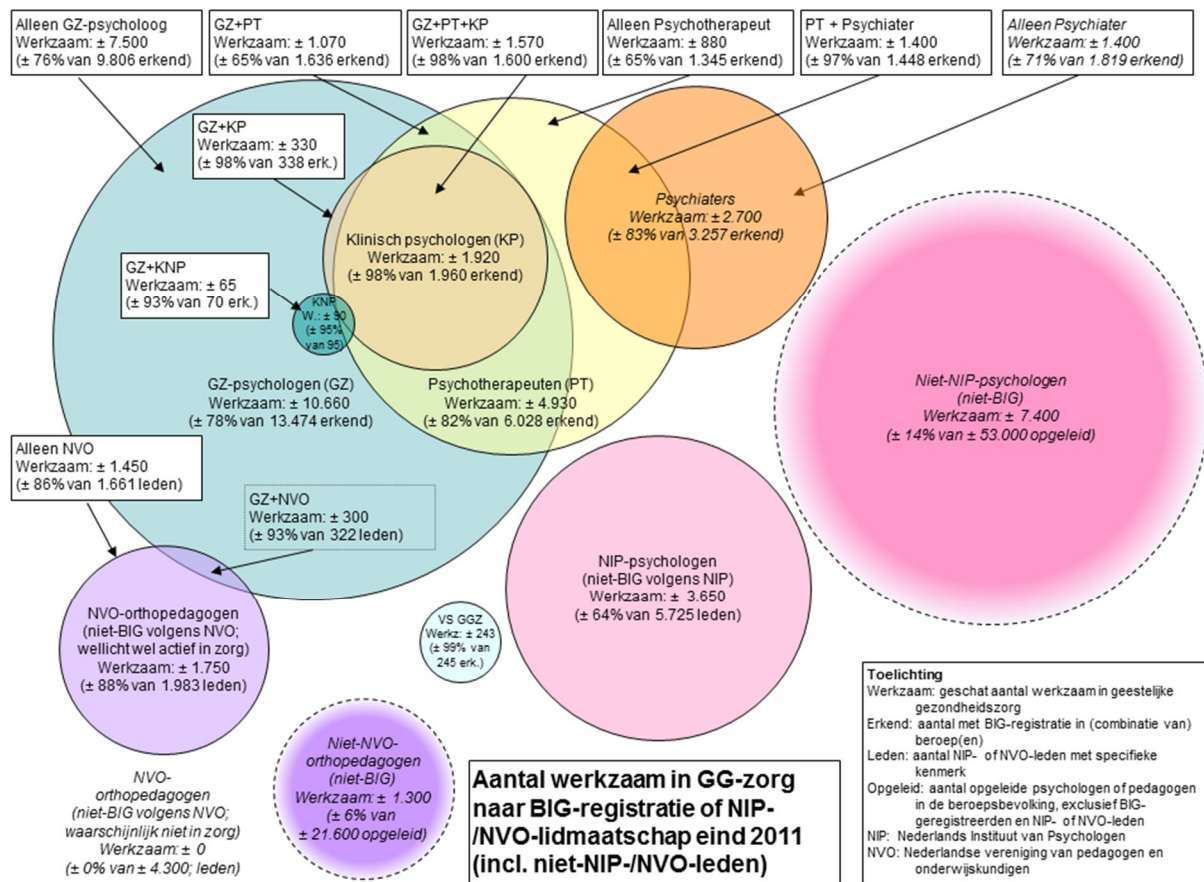 Alleen GZ-psycholoog
Werkzaam: ± 7.500
(± 76% van 9.806 erkend)
GZ+PT
Werkzaam: ± 1.070
(± 65% van 1.636 erkend)
GZ+PT+KP
Werkzaam: ± 1.570
(± 98% van 1.600 erkend)
Alleen Psychotherapeut
Werkzaam: ± 880
(± 65% van 1.345 erkend)
PT + Psychiater
Werkzaam: ± 1.400
(± 97% van 1.448 erkend)
Alleen Psychiater
Werkzaam: ± 1.400
(± 71% van 1.819 erkend)
GZ+KP
Werkzaam: ± 330
(± 98% van 338 erk.)
Psychiaters
Werkzaam: ± 2.700
(± 83% van 3.257 erkend)
Klinisch psychologen (KP)
Werkzaam: ± 1.920
(± 98% van 1.960 erkend)
GZ+KNP
Werkzaam: ± 65
(± 93% van 70 erk.)
KNP
W.: ± 90
(± 95%
van 95)
GZ-psychologen (GZ)
Werkzaam: ± 10.660
(± 78% van 13.474 erkend)
Psychotherapeuten (PT)
Werkzaam: ± 4.930
(± 82% van 6.028 erkend)
Niet-NIP-psychologen
(niet-BIG)
Werkzaam: ± 7.400
(± 14% van ± 53.000 opgeleid)
Alleen NVO
Werkzaam: ± 1.450
(± 86% van 1.661 leden)
GZ+NVO
Werkzaam: ± 300
(± 93% van 322 leden)
NIP-psychologen
(niet-BIG volgens NIP)
Werkzaam: ± 3.650
(± 64% van 5.725 leden)
NVO-orthopedagogen
(niet-BIG volgens NVO;
wellicht wel actief in zorg)
Werkzaam: ± 1.750
(± 88% van 1.983 leden)
VS GGZ
Werkz: ± 243
(± 99% van
245 erk.)
NVO-
orthopedagogen
(niet-BIG volgens NVO;
waarschijnlijk niet in zorg)
Werkzaam: ± 0
(± 0% van ± 4.300; leden)
Niet-NVO-
orthopedagogen
(niet-BIG)
Werkzaam: ± 1.300
(± 6% van
± 21.600 opgeleid)
Aantal werkzaam in GG-zorg
naar BIG-registratie of NIP-
/NVO-lidmaatschap eind 2011
(incl. niet-NIP-/NVO-leden)
Toelichting
Werkzaam: geschat aantal werkzaam in geestelijke
gezondheidszorg
Erkend: aantal met BIG-registratie in (combinatie van)
beroep(en)
Leden: aantal NIP- of NVO-leden met specifieke
kenmerk
Opgeleid: aantal opgeleide psychologen of pedagogen
in de beroepsbevolking, exclusief BIG-
geregistreerden en NIP- of NVO-leden
NIP: Nederlands Instituut van Psychologen
NVO: Nederlandse vereniging van pedagogen en
onderwijskundigen